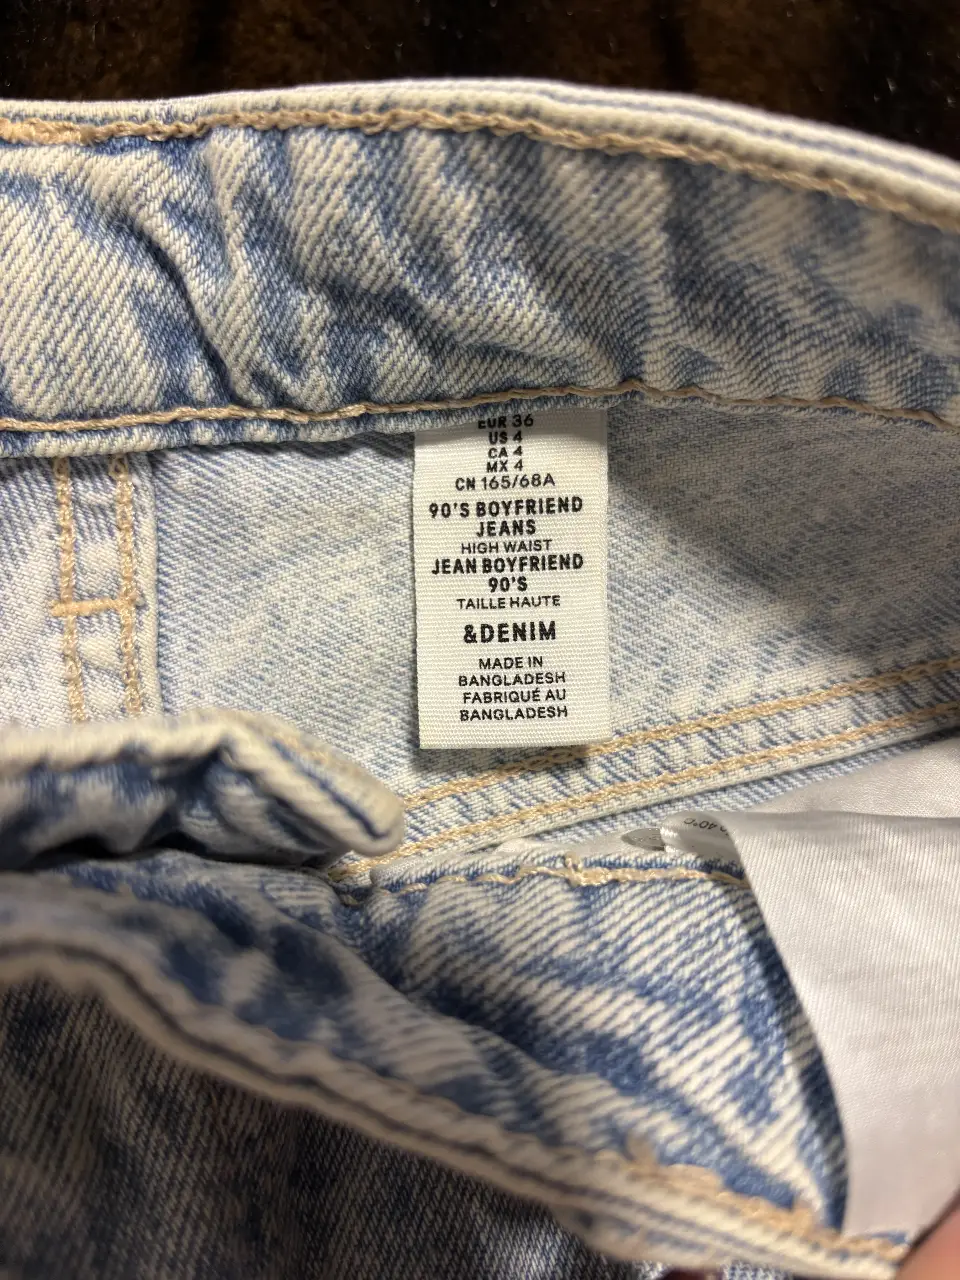 EUR 36
US 4
CA 4
MX 4
CN 165/68A
90'S BOYFRIEND
JEANS
HIGH WAIST
JEAN BOYFRIEND
90'S
TAILLE HAUTE
&DENIM
MADE IN
BANGLADESH
FABRIQUÉ AU
BANGLADESH
40°C